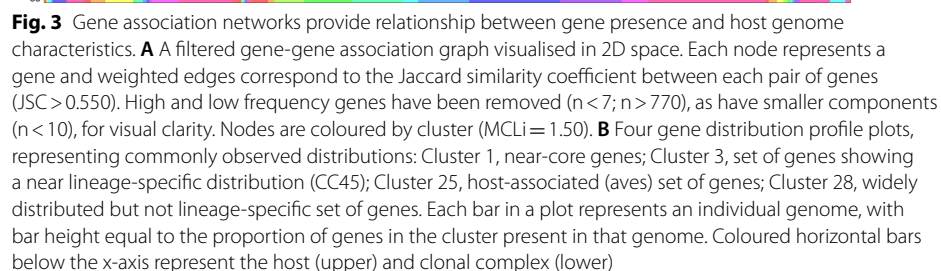 Fig. 3 Gene association networks provide relationship between gene presence and host genome
characteristics. A A filtered gene-gene association graph visualised in 2D space. Each node represents a
gene and weighted edges correspond to the Jaccard similarity coefficient between each pair of genes
(JSC > 0.550). High and low frequency genes have been removed (n < 7; n > 770), as have smaller components
(n < 10), for visual clarity. Nodes are coloured by cluster (MCLi = 1.50). B Four gene distribution profile plots,
representing commonly observed distributions: Cluster 1, near-core genes; Cluster 3, set of genes showing
a near lineage-specific distribution (CC45); Cluster 25, host-associated (aves) set of genes; Cluster 28, widely
distributed but not lineage-specific set of genes. Each bar in a plot represents an individual genome, with
bar height equal to the proportion of genes in the cluster present in that genome. Coloured horizontal bars
below the x-axis represent the host (upper) and clonal complex (lower)